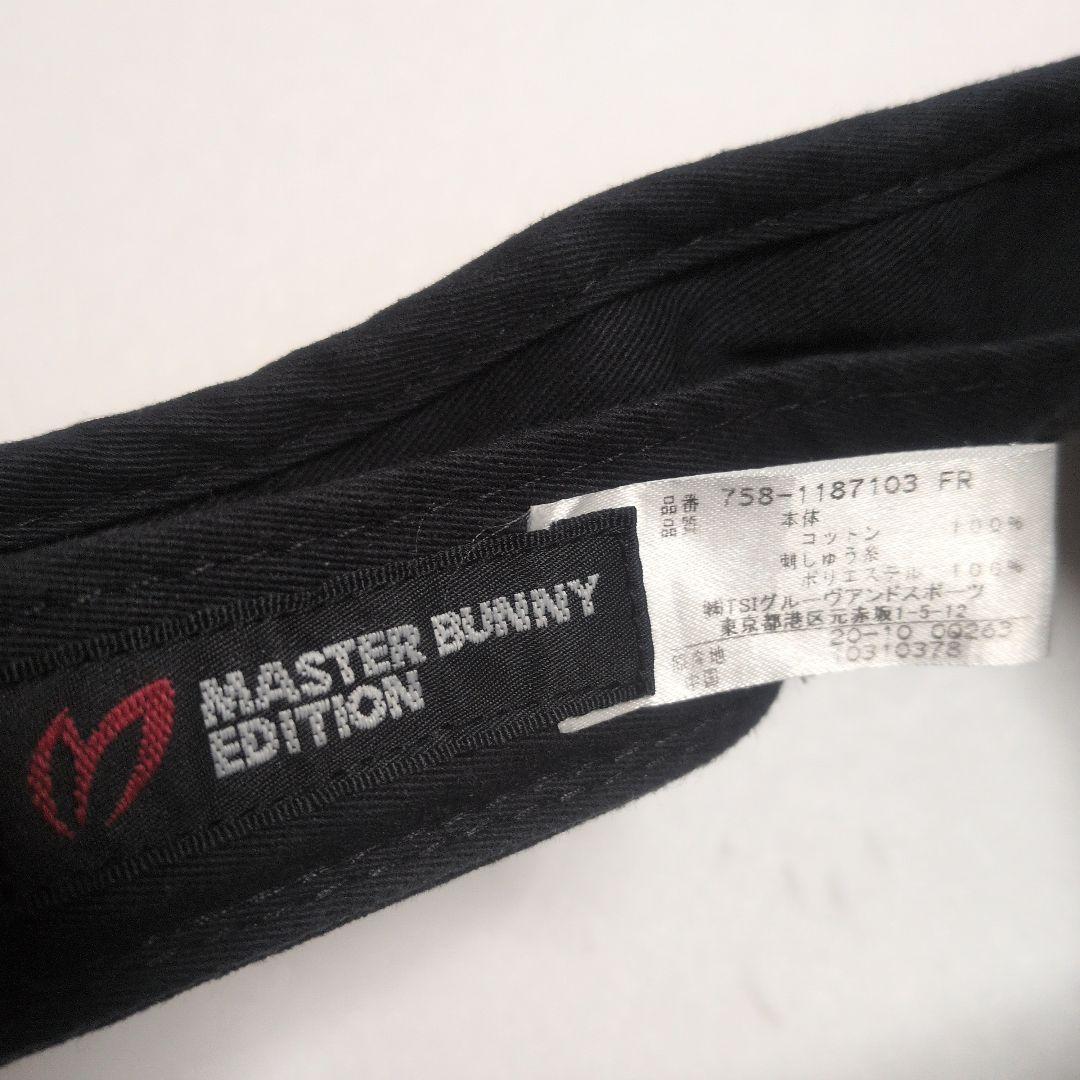 MASTER BUNNY
EDITION
品番 758-1187103 FR
品質 本体
コットン 100%
刺しゅう糸
ポリエステル 100%
㈱TSIグルーヴアンドスポーツ
東京都港区元赤坂1-5-12
20-10 00263
地 70310378
国